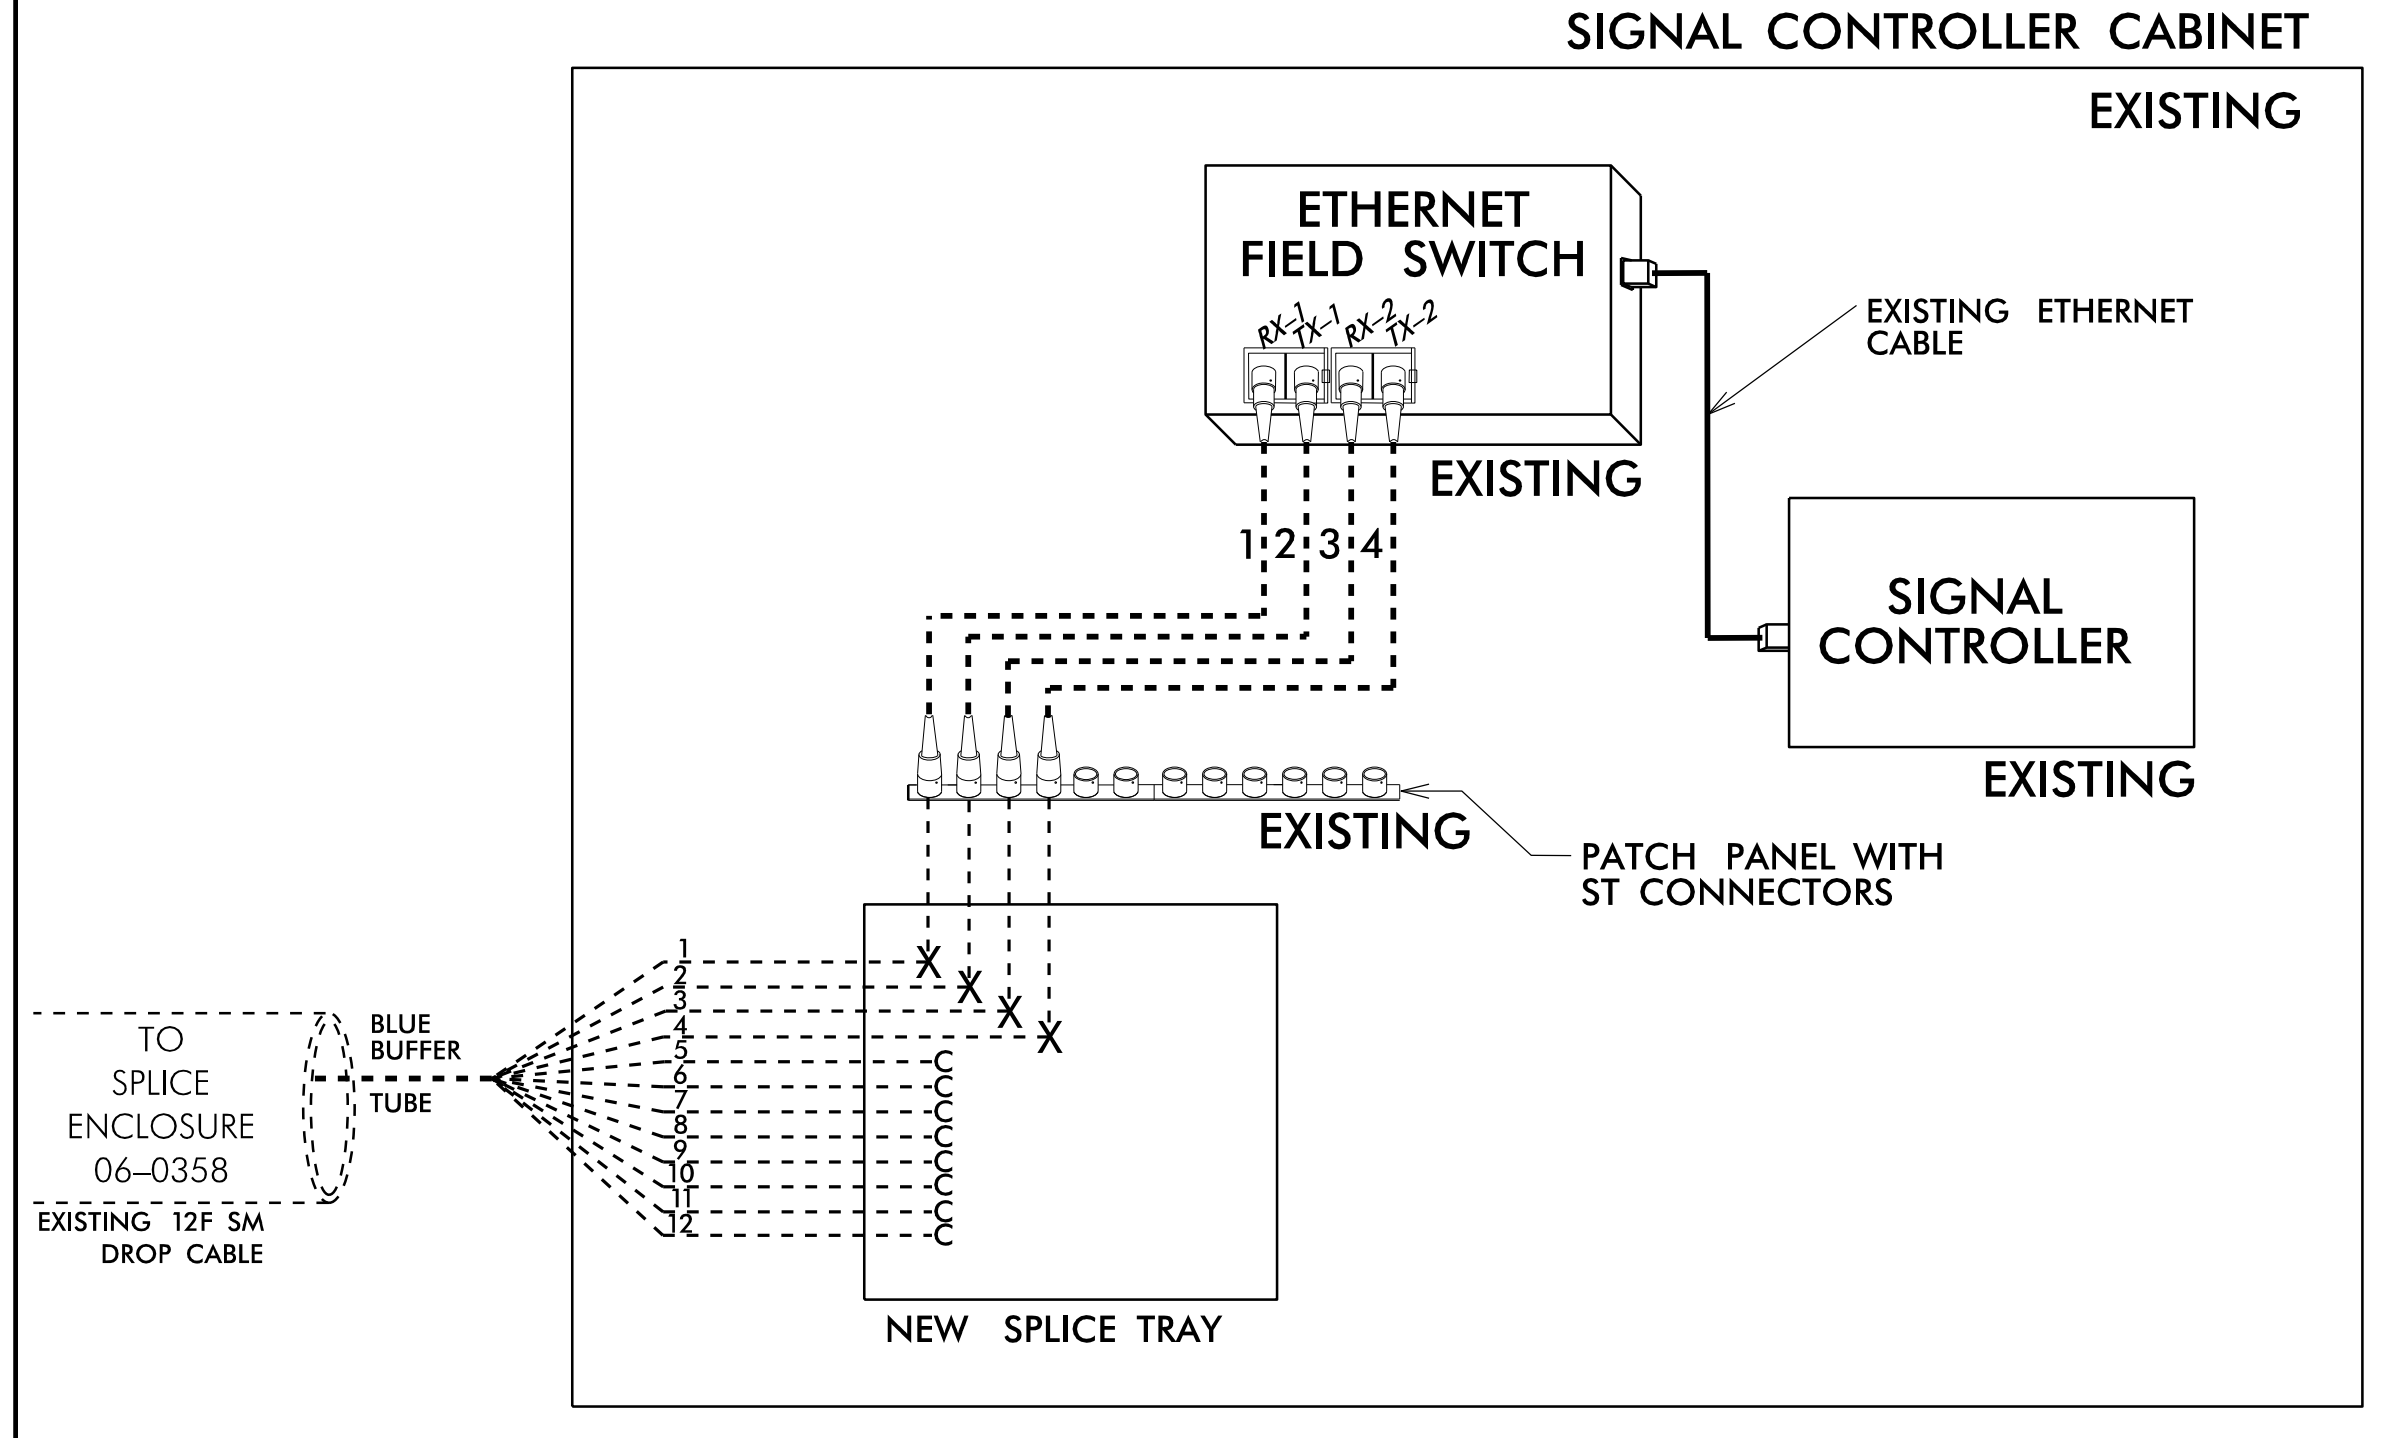 SIGNAL CONTROLLER CABINET
EXISTING
ETHERNET
FIELD SWITCH
RX-1
TX-1
RX-2
TX-2
EXISTING ETHERNET
CABLE
EXISTING
1 2 3 4
SIGNAL
CONTROLLER
EXISTING
EXISTING
PATCH PANEL WITH
ST CONNECTORS
1
2
3
4
5
6
7
8
9
10
11
12
X
X
X
X
C
C
C
C
C
C
C
C
BLUE
BUFFER
TUBE
TO
SPLICE
ENCLOSURE
06-0358
EXISTING 12F SM
DROP CABLE
NEW SPLICE TRAY